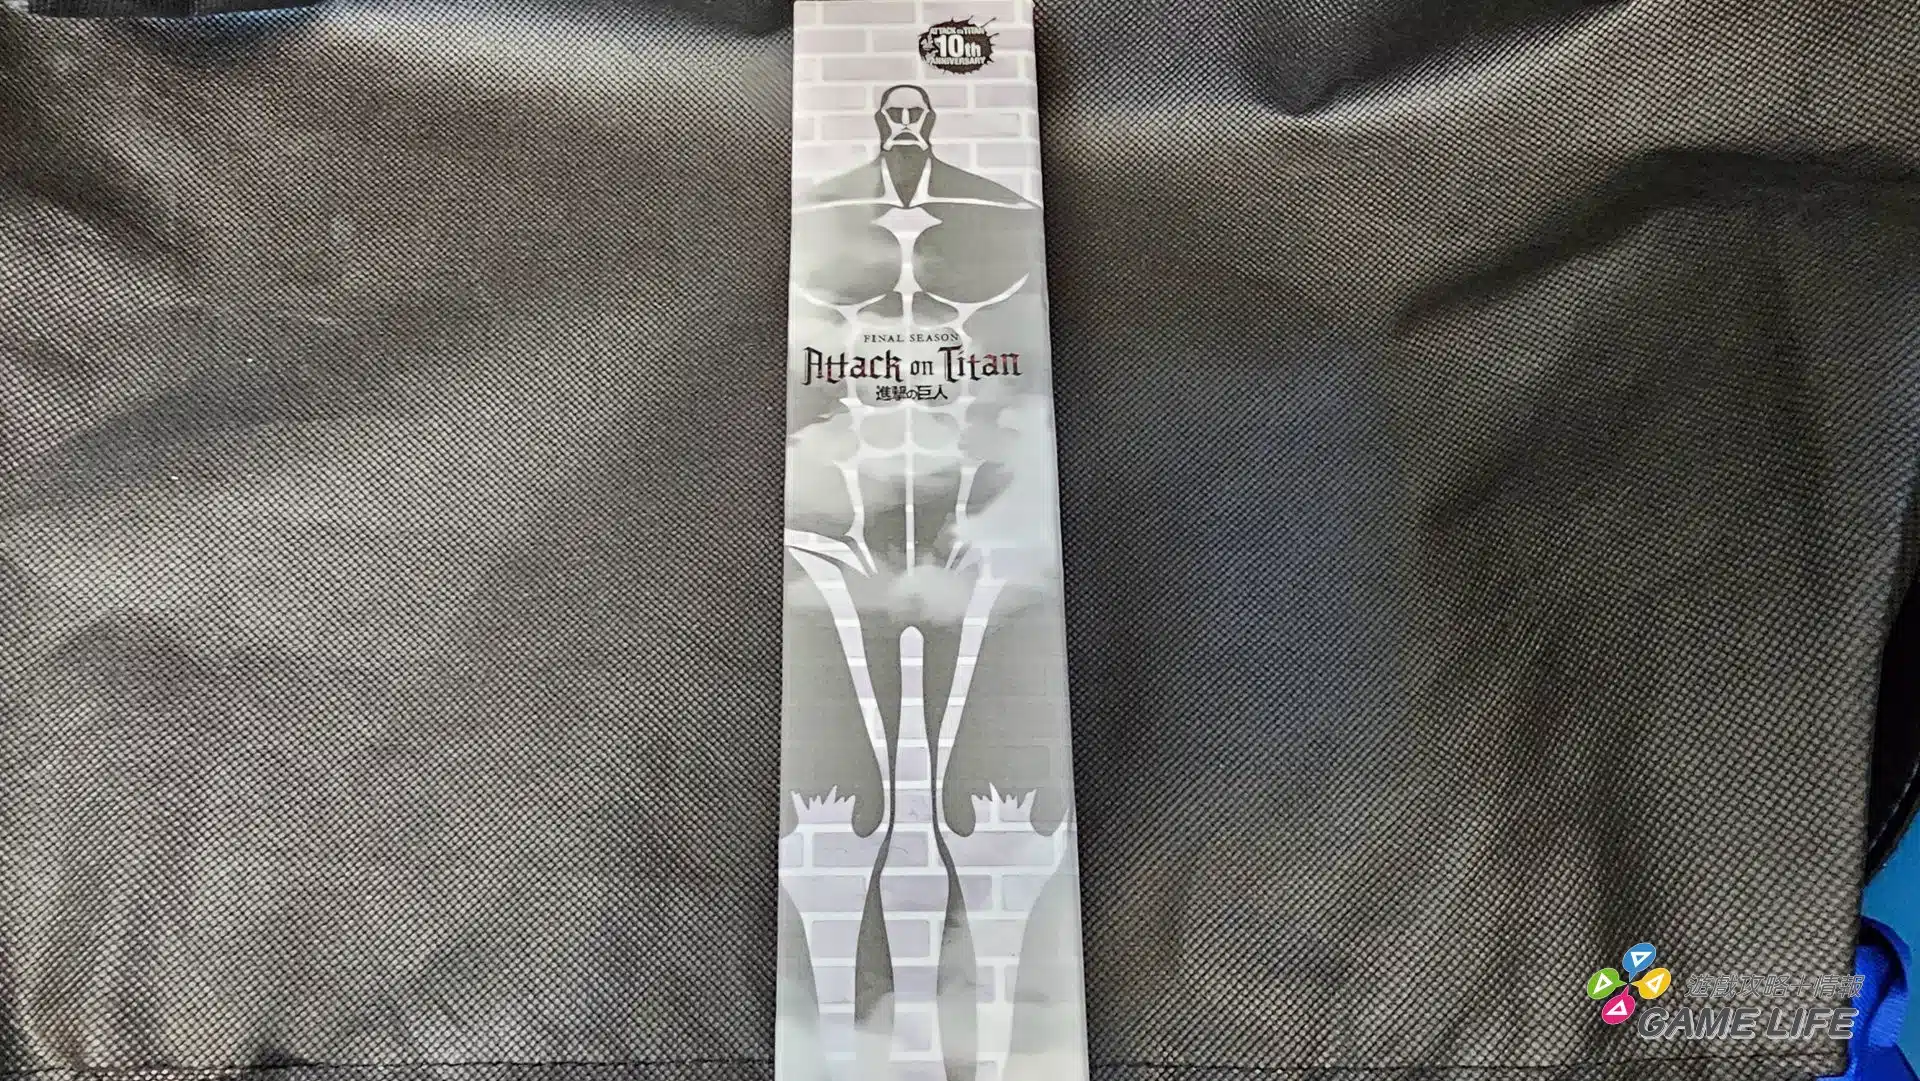 ATTACK ON TITAN
10th
ANNIVERSARY
FINAL SEASON
Attack on Titan
進撃の巨人
遊戲攻略+情報
GAME LIFE